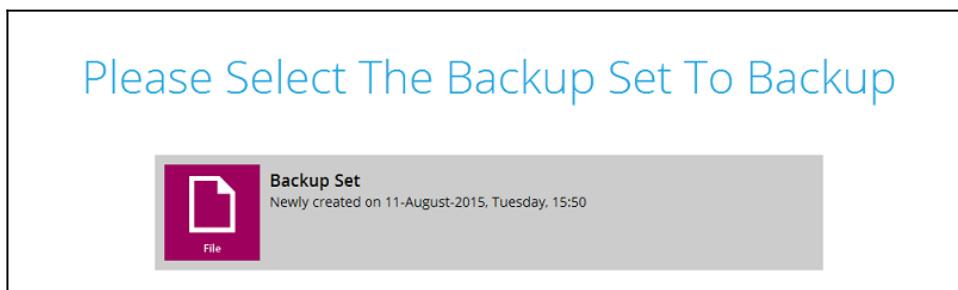 Please Select The Backup Set To Backup
Backup Set
Newly created on 11-August-2015, Tuesday, 15:50
File